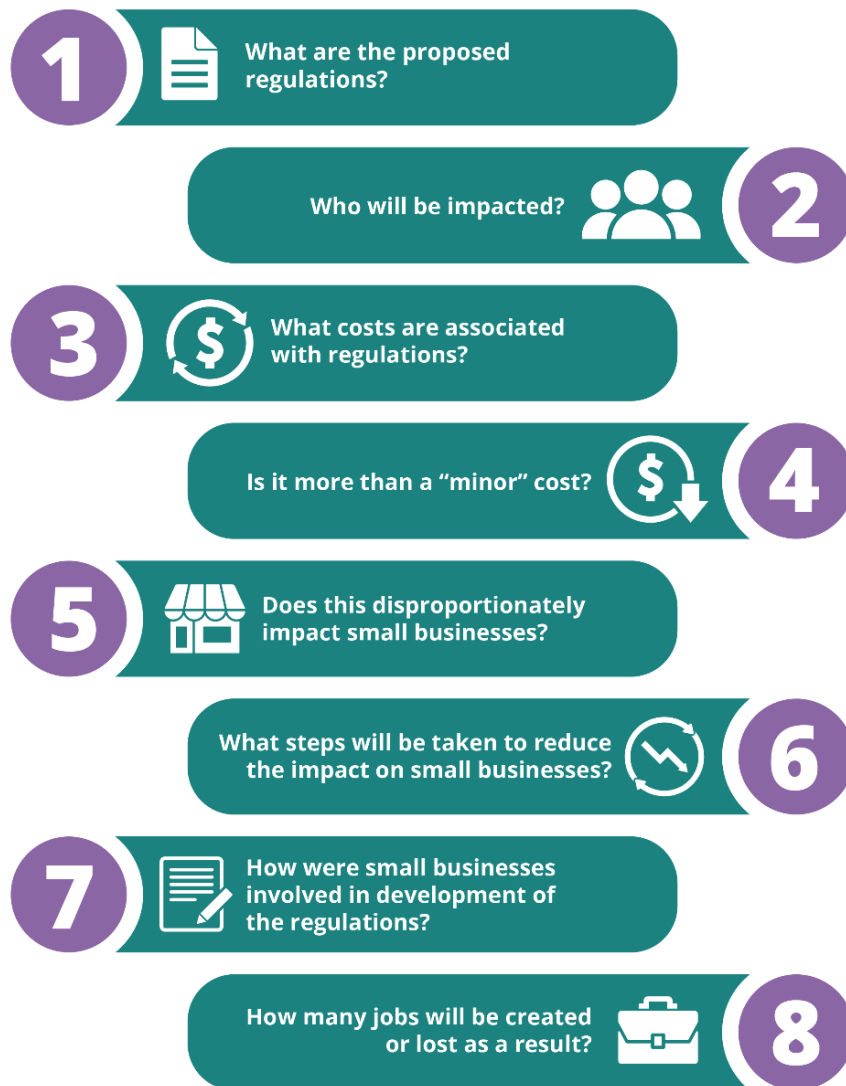 1
What are the proposed
regulations?
Who will be impacted?
2
3
What costs are associated
with regulations?
Is it more than a “minor” cost?
4
5
Does this disproportionately
impact small businesses?
What steps will be taken to reduce
the impact on small businesses?
6
7
How were small businesses
involved in development of
the regulations?
How many jobs will be created
or lost as a result?
8